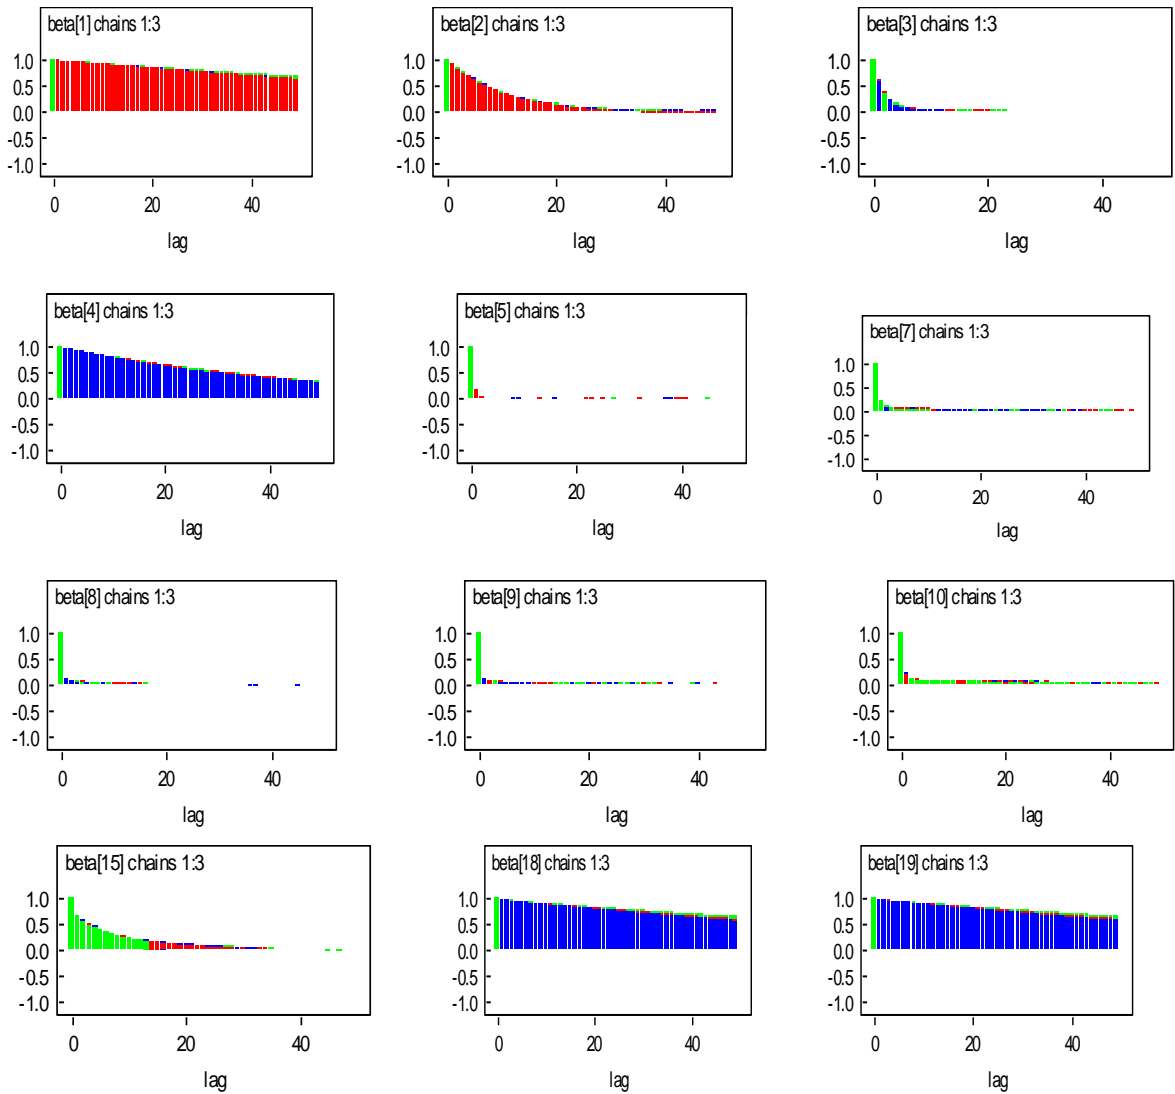 beta[1] chains 1:3
1.0
0.5
0.0
-0.5
-1.0
0 20 40
lag
beta[2] chains 1:3
1.0
0.5
0.0
-0.5
-1.0
0 20 40
lag
beta[3] chains 1:3
1.0
0.5
0.0
-0.5
-1.0
0 20 40
lag
beta[4] chains 1:3
1.0
0.5
0.0
-0.5
-1.0
0 20 40
lag
beta[5] chains 1:3
1.0
0.5
0.0
-0.5
-1.0
0 20 40
lag
beta[7] chains 1:3
1.0
0.5
0.0
-0.5
-1.0
0 20 40
lag
beta[8] chains 1:3
1.0
0.5
0.0
-0.5
-1.0
0 20 40
lag
beta[9] chains 1:3
1.0
0.5
0.0
-0.5
-1.0
0 20 40
lag
beta[10] chains 1:3
1.0
0.5
0.0
-0.5
-1.0
0 20 40
lag
beta[15] chains 1:3
1.0
0.5
0.0
-0.5
-1.0
0 20 40
lag
beta[18] chains 1:3
1.0
0.5
0.0
-0.5
-1.0
0 20 40
lag
beta[19] chains 1:3
1.0
0.5
0.0
-0.5
-1.0
0 20 40
lag